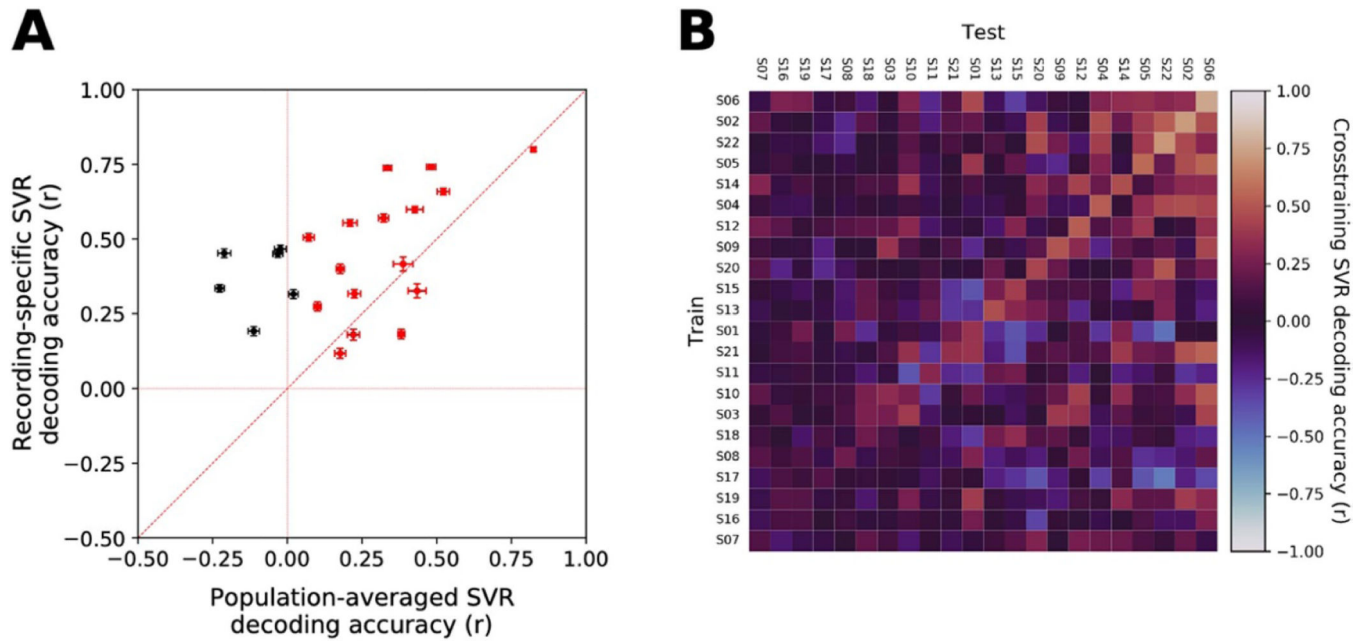 A
B
Test
S07 S16 S19 S17 S08 S18 S03 S10 S11 S21 S01 S13 S15 S20 S09 S12 S04 S14 S05 S22 S02 S06
1.00
0.75
0.50
0.25
0.00
−0.25
−0.50
−0.50 −0.25 0.00 0.25 0.50 0.75 1.00
Recording-specific SVR
decoding accuracy (r)
Population-averaged SVR
decoding accuracy (r)
Train
S06
S02
S22
S05
S14
S04
S12
S09
S20
S15
S13
S01
S21
S11
S10
S03
S18
S08
S17
S19
S16
S07
1.00
0.75
0.50
0.25
0.00
−0.25
−0.50
−0.75
−1.00
Crosstraining SVR decoding accuracy (r)